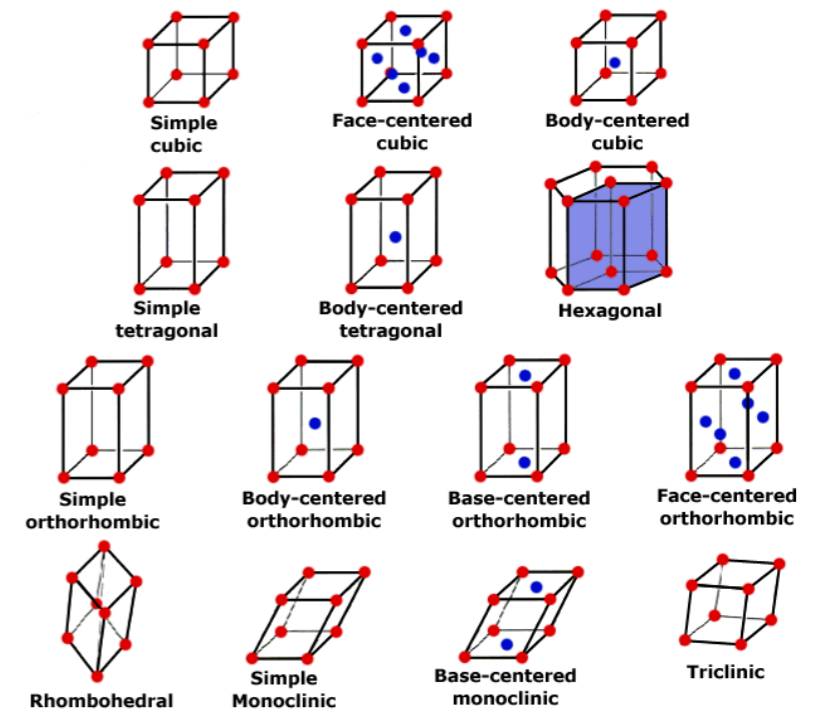 Simple
cubic
Face-centered
cubic
Body-centered
cubic
Simple
tetragonal
Body-centered
tetragonal
Hexagonal
Simple
orthorhombic
Body-centered
orthorhombic
Base-centered
orthorhombic
Face-centered
orthorhombic
Rhombohedral
Simple
Monoclinic
Base-centered
monoclinic
Triclinic